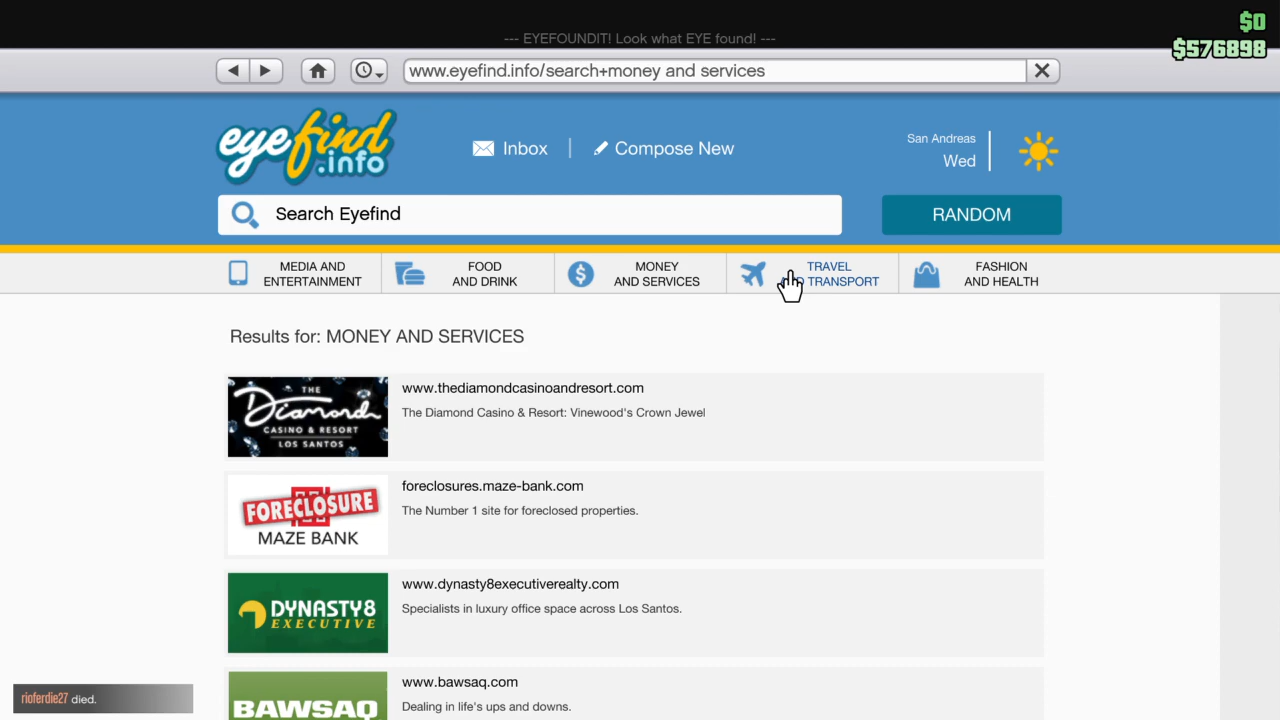 $0
--- EYEFOUNDIT! Look what EYE found! ---
$576898
www.eyefind.info/search+money and services
eyefind
.info
Inbox
Compose New
San Andreas
Wed
Search Eyefind
RANDOM
MEDIA AND
ENTERTAINMENT
FOOD
AND DRINK
MONEY
AND SERVICES
TRAVEL
AND TRANSPORT
FASHION
AND HEALTH
Results for: MONEY AND SERVICES
THE
Diamond
CASINO & RESORT
LOS SANTOS
www.thediamondcasinoandresort.com
The Diamond Casino & Resort: Vinewood's Crown Jewel
FORECLOSURE
MAZE BANK
foreclosures.maze-bank.com
The Number 1 site for foreclosed properties.
DYNASTY8
EXECUTIVE
www.dynasty8executiverealty.com
Specialists in luxury office space across Los Santos.
BAWSAQ
www.bawsaq.com
Dealing in life's ups and downs.
rioferdie27 died.